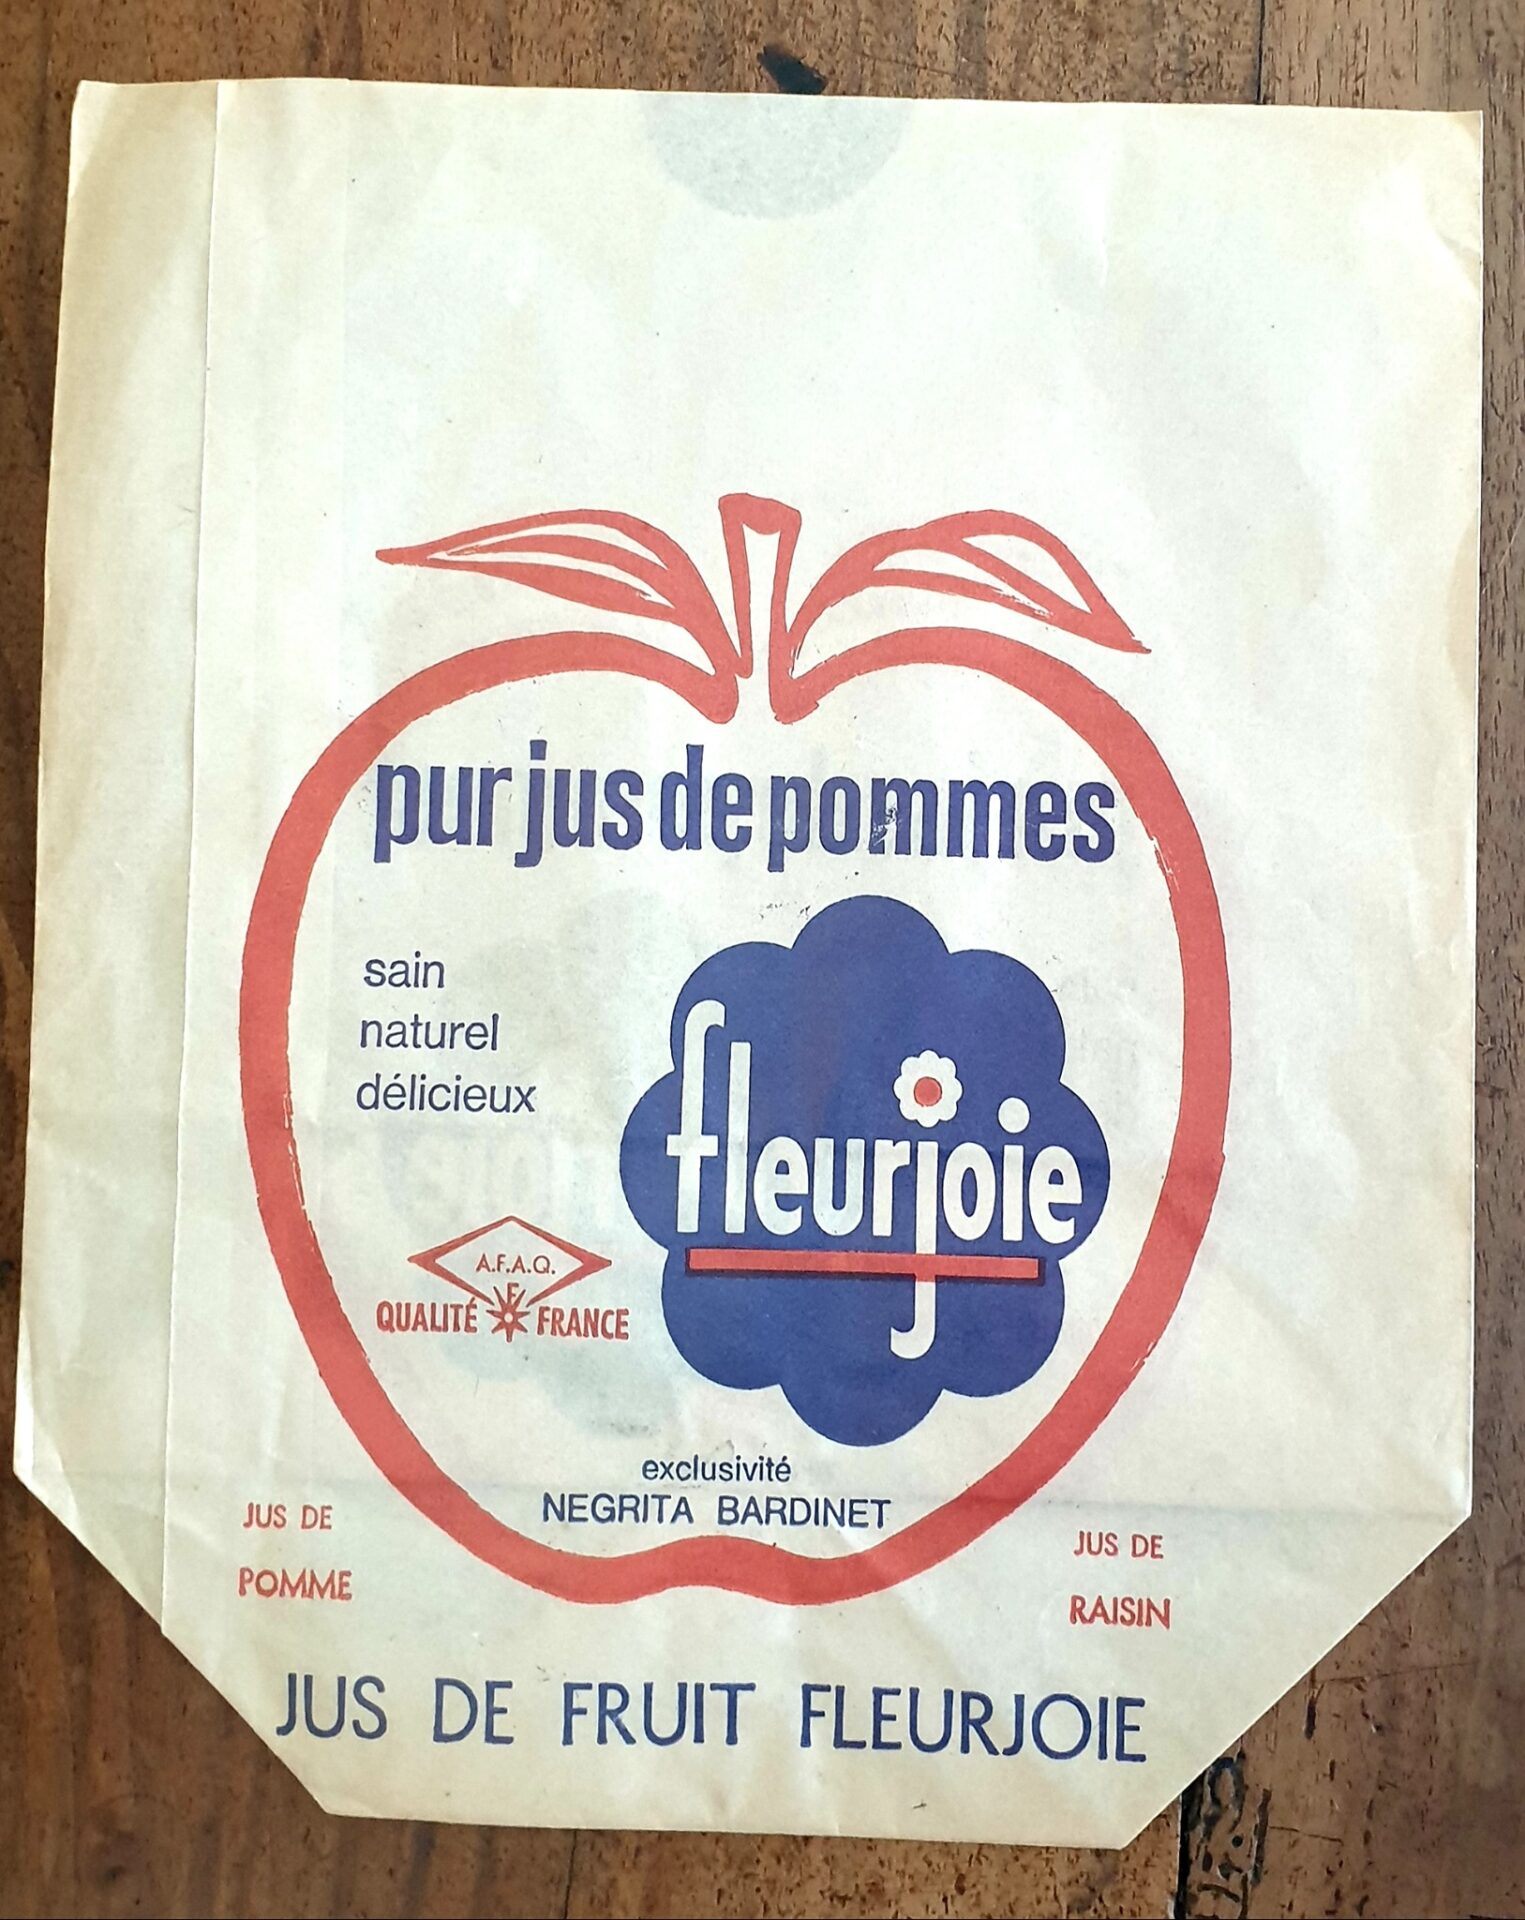 pur jus de pommes
sain
naturel
délicieux
fleurjoie
A.F.A.Q.
F
QUALITÉ FRANCE
exclusivité
NEGRITA BARDINET
JUS DE
POMME
JUS DE
RAISIN
JUS DE FRUIT FLEURJOIE